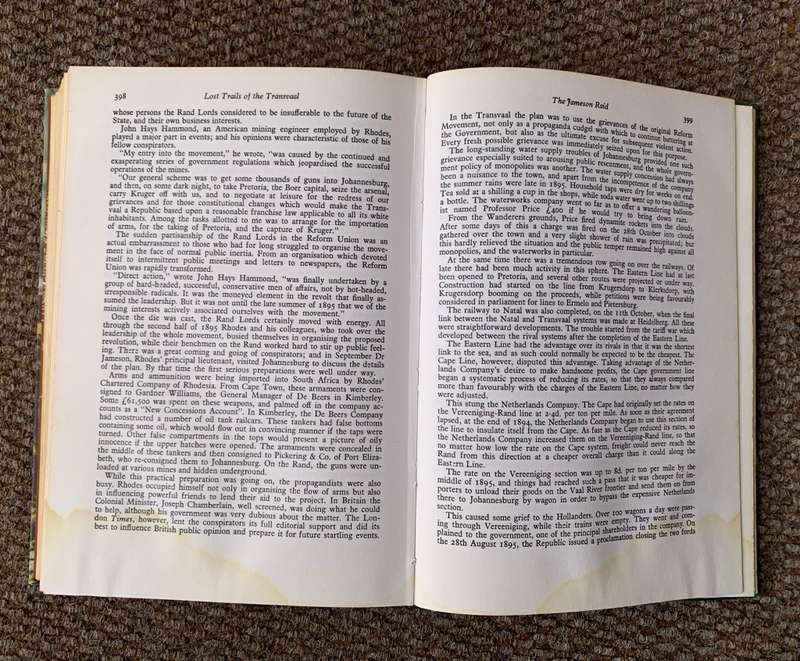 398
Lost Trails of the Transvaal
whose persons the Rand Lords considered to be insufferable to the future of the
State, and their own business interests.
John Hays Hammond, an American mining engineer employed by Rhodes,
played a major part in events; and his opinions were characteristic of those of his
fellow conspirators.
"My entry into the movement," he wrote, "was caused by the continued and
exasperating series of government regulations which jeopardised the successful
operations of the mines.
"Our general scheme was to get some thousands of guns into Johannesburg,
and then, on some dark night, to take Pretoria, the Boer capital, seize the arsenal,
carry Kruger off with us, and to negotiate at leisure for the redress of our
grievances and for those constitutional changes which would make the Trans-
vaal a Republic based upon a reasonable franchise law applicable to all its white
inhabitants. Among the tasks allotted to me was to arrange for the importation
of arms, for the taking of Pretoria, and the capture of Kruger."
The sudden partisanship of the Rand Lords in the Reform Union was an
actual embarrassment to those who had for long struggled to organise the move-
ment in the face of normal public inertia. From an organisation which devoted
itself to intermittent public meetings and letters to newspapers, the Reform
Union was rapidly transformed.
"Direct action," wrote John Hays Hammond, "was finally undertaken by a
group of hard-headed, successful, conservative men of affairs, not by hot-headed,
irresponsible radicals. It was the moneyed element in the revolt that finally as-
sumed the leadership. But it was not until the late summer of 1895 that we of the
mining interests actively associated ourselves with the movement."
Once the die was cast, the Rand Lords certainly moved with energy. All
through the second half of 1895 Rhodes and his colleagues, who took over the
leadership of the whole movement, busied themselves in organising the proposed
revolution, while their henchmen on the Rand worked hard to stir up public feel-
ing. There was a great coming and going of conspirators; and in September Dr
Jameson, Rhodes' principal lieutenant, visited Johannesburg to discuss the details
of the plan. By that time the first serious preparations were well under way.
Arms and ammunition were being imported into South Africa by Rhodes'
Chartered Company of Rhodesia. From Cape Town, these armaments were con-
signed to Gardner Williams, the General Manager of De Beers in Kimberley.
Some £61,500 was spent on these weapons, and palmed off in the company ac-
counts as a "New Concessions Account". In Kimberley, the De Beers Company
had constructed a number of oil tank railcars. These tankers had false bottoms
containing some oil, which would flow out in convincing manner if the taps were
turned. Other false compartments in the tops would present a picture of oily
innocence if the upper hatches were opened. The armaments were concealed in
the middle of these tankers and then consigned to Pickering & Co. of Port Eliza-
beth, who re-consigned them to Johannesburg. On the Rand, the guns were un-
loaded at various mines and hidden underground.
While this practical preparation was going on, the propagandists were also
busy. Rhodes occupied himself not only in organising the flow of arms but also
in influencing powerful friends to lend their aid to the project. In Britain the
Colonial Minister, Joseph Chamberlain, well screened, was doing what he could
to help, although his government was very dubious about the matter. The Lon-
don Times, however, lent the conspirators its full editorial support and did its
best to influence British public opinion and prepare it for future startling events.
The Jameson Raid
399
In the Transvaal the plan was to use the grievances of the original Reform
Movement, not only as a propaganda cudgel with which to continue battering at
the Government, but also as the ultimate excuse for subsequent violent action.
Every fresh possible grievance was immediately seized upon for this purpose.
The long-standing water supply troubles of Johannesburg provided one such
grievance especially suited to arousing public resentment, and the whole govern-
ment policy of monopolies was another. The water supply concession had always
been a nuisance to the town, and apart from the incompetence of the company
the summer rains were late in 1895. Household taps were dry for weeks on end.
Tea sold at a shilling a cup in the shops, while soda water went up to two shillings
a bottle. The waterworks company went so far as to offer a wandering balloon-
ist named Professor Price £400 if he would try to bring down rain.
From the Wanderers grounds, Price fired dynamite rockets into the clouds.
After some days of this a charge was fired on the 28th October into clouds
gathered over the town and a very slight shower of rain was precipitated; but
this hardly relieved the situation and the public temper remained high against all
monopolies, and the waterworks in particular.
At the same time there was a tremendous row going on over the railways. Of
late there had been much activity in this sphere. The Eastern Line had at last
been opened to Pretoria, and several other routes were projected or under way.
Construction had started on the line from Krugersdorp to Klerksdorp, with
Krugersdorp booming on the proceeds, while petitions were being favourably
considered in parliament for lines to Ermelo and Pietersburg.
The railway to Natal was also completed, on the 11th October, when the final
link between the Natal and Transvaal systems was made at Heidelberg. All these
were straightforward developments. The trouble started from the tariff war which
developed between the rival systems after the completion of the Eastern Line.
The Eastern Line had the advantage over its rivals in that it was the shortest
link to the sea, and as such could normally be expected to be the cheapest. The
Cape Line, however, disputed this advantage. Taking advantage of the Nether-
lands Company's desire to make handsome profits, the Cape government line
began a systematic process of reducing its rates, so that they always compared
more than favourably with the charges of the Eastern Line, no matter how they
were adjusted.
This stung the Netherlands Company. The Cape had originally set the rates on
the Vereeniging-Rand line at 2·4d. per ton per mile. As soon as their agreement
lapsed, at the end of 1894, the Netherlands Company began to use this section of
the line to insulate itself from the Cape. As fast as the Cape reduced its rates, so
the Netherlands Company increased them on the Vereeniging-Rand line, so that
no matter how low the rate on the Cape system, freight could never reach the
Rand from this direction at a cheaper overall charge than it could along the
Eastern Line.
The rate on the Vereeniging section was up to 8d. per ton per mile by the
middle of 1895, and things had reached such a pass that it was cheaper for im-
porters to unload their goods on the Vaal River frontier and send them on from
there to Johannesburg by wagon in order to bypass the expensive Netherlands
section.
This caused some grief to the Hollanders. Over 100 wagons a day were pass-
ing through Vereeniging, while their trains were empty. They went and com-
plained to the government, one of the principal shareholders in the company. On
the 28th August 1895, the Republic issued a proclamation closing the two fords